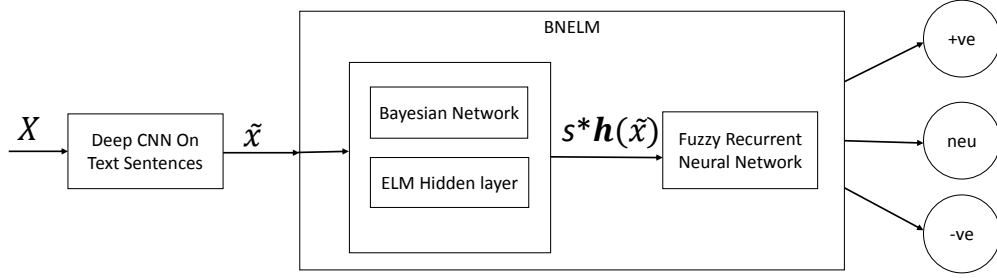 BNELM
X
Deep CNN On
Text Sentences
x̃
Bayesian Network
ELM Hidden layer
s*h(x̃)
Fuzzy Recurrent
Neural Network
+ve
neu
-ve